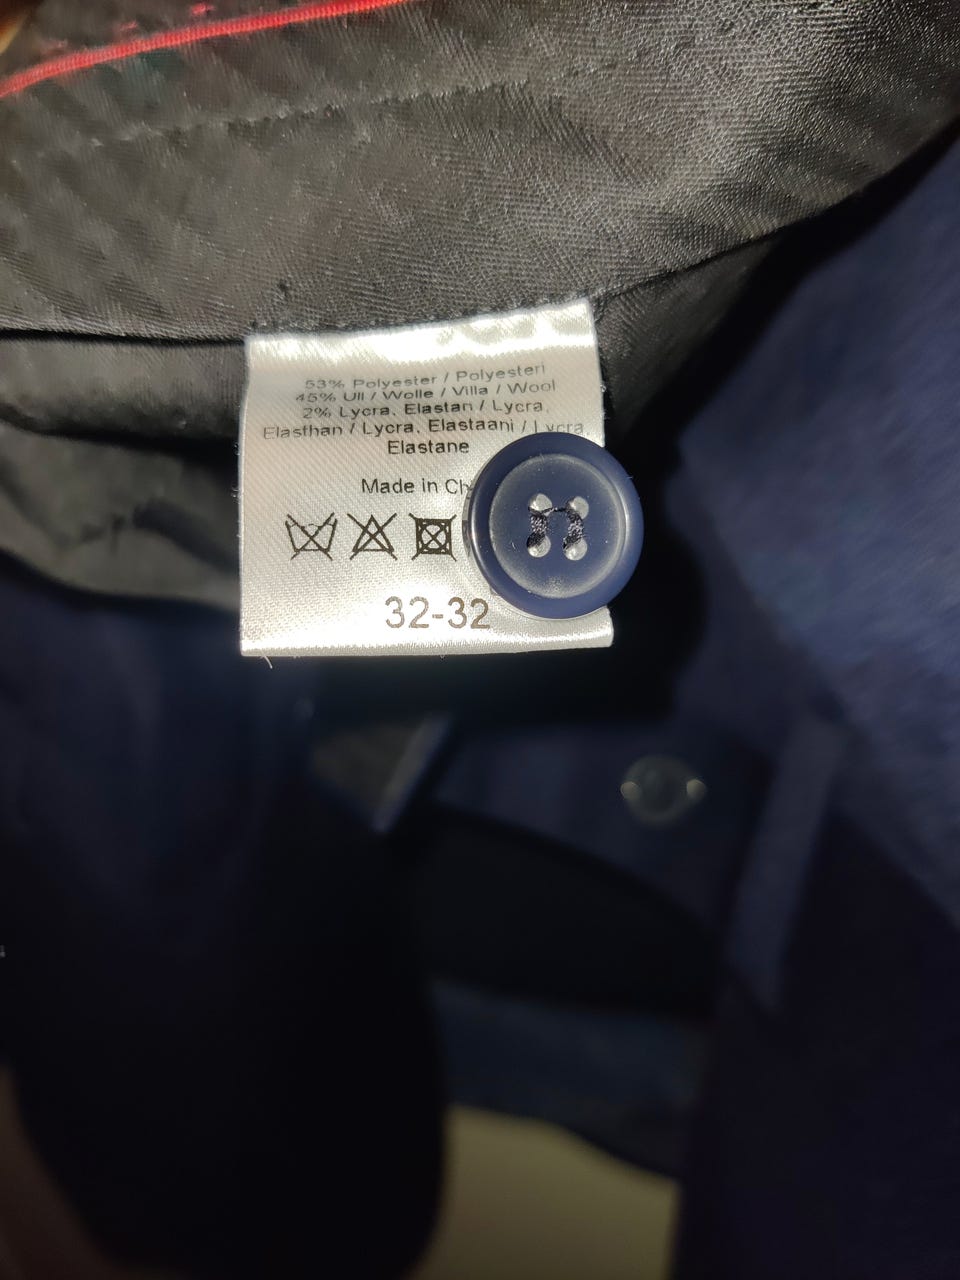 53% Polyester / Polyesteri
45% Ull / Wolle / Villa / Wool
2% Lycra, Elastan / Lycra,
Elasthan / Lycra, Elastaani / Lycra,
Elastane
Made in
32-32